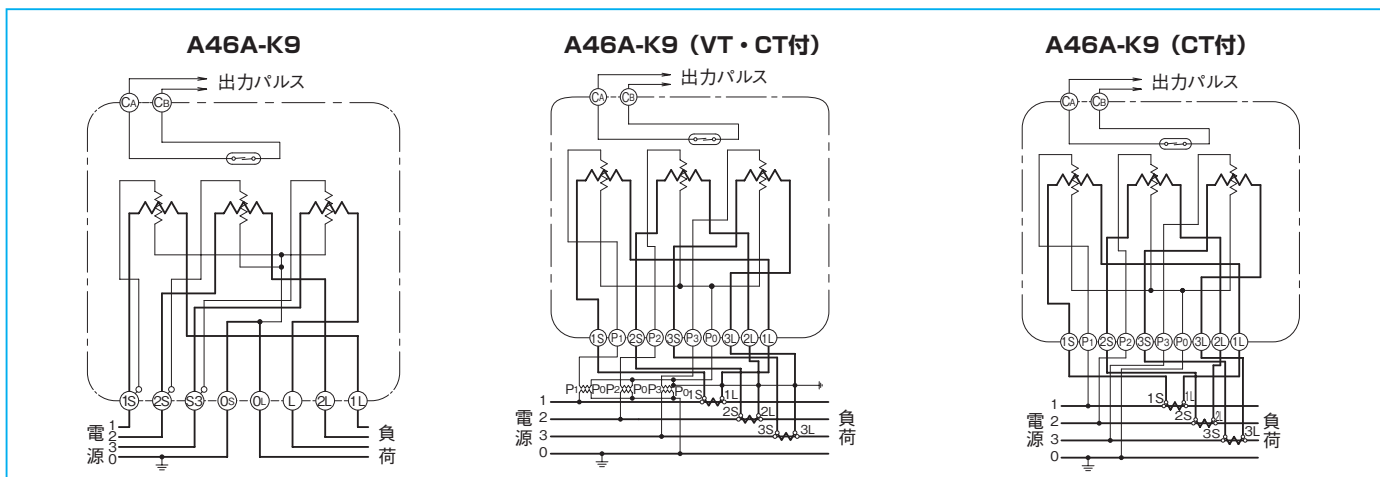 A46A-K9
CA CB 出力パルス
1S 2S S3 0S 0L L 2L 1L
電源
1
2
3
0
負荷
A46A-K9（VT・CT付）
CA CB 出力パルス
1S P1 2S P2 3S P3 P0 3L 2L 1L
P1 P0 P2 P0 P3 P0 1S 1L
2S 2L
3S 3L
電源
1
2
3
0
負荷
A46A-K9（CT付）
CA CB 出力パルス
1S P1 P2 2S 3S P3 P0 3L 2L 1L
1S 1L
2S 2L
3S 3L
電源
1
2
3
0
負荷